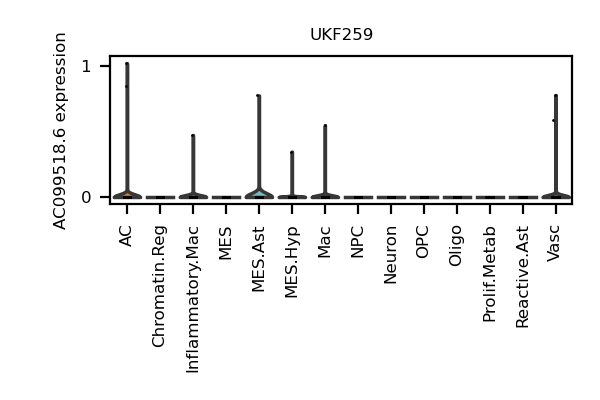 UKF259
AC099518.6 expression
1
0
AC
Chromatin.Reg
Inflammatory.Mac
MES
MES.Ast
MES.Hyp
Mac
NPC
Neuron
OPC
Oligo
Prolif.Metab
Reactive.Ast
Vasc